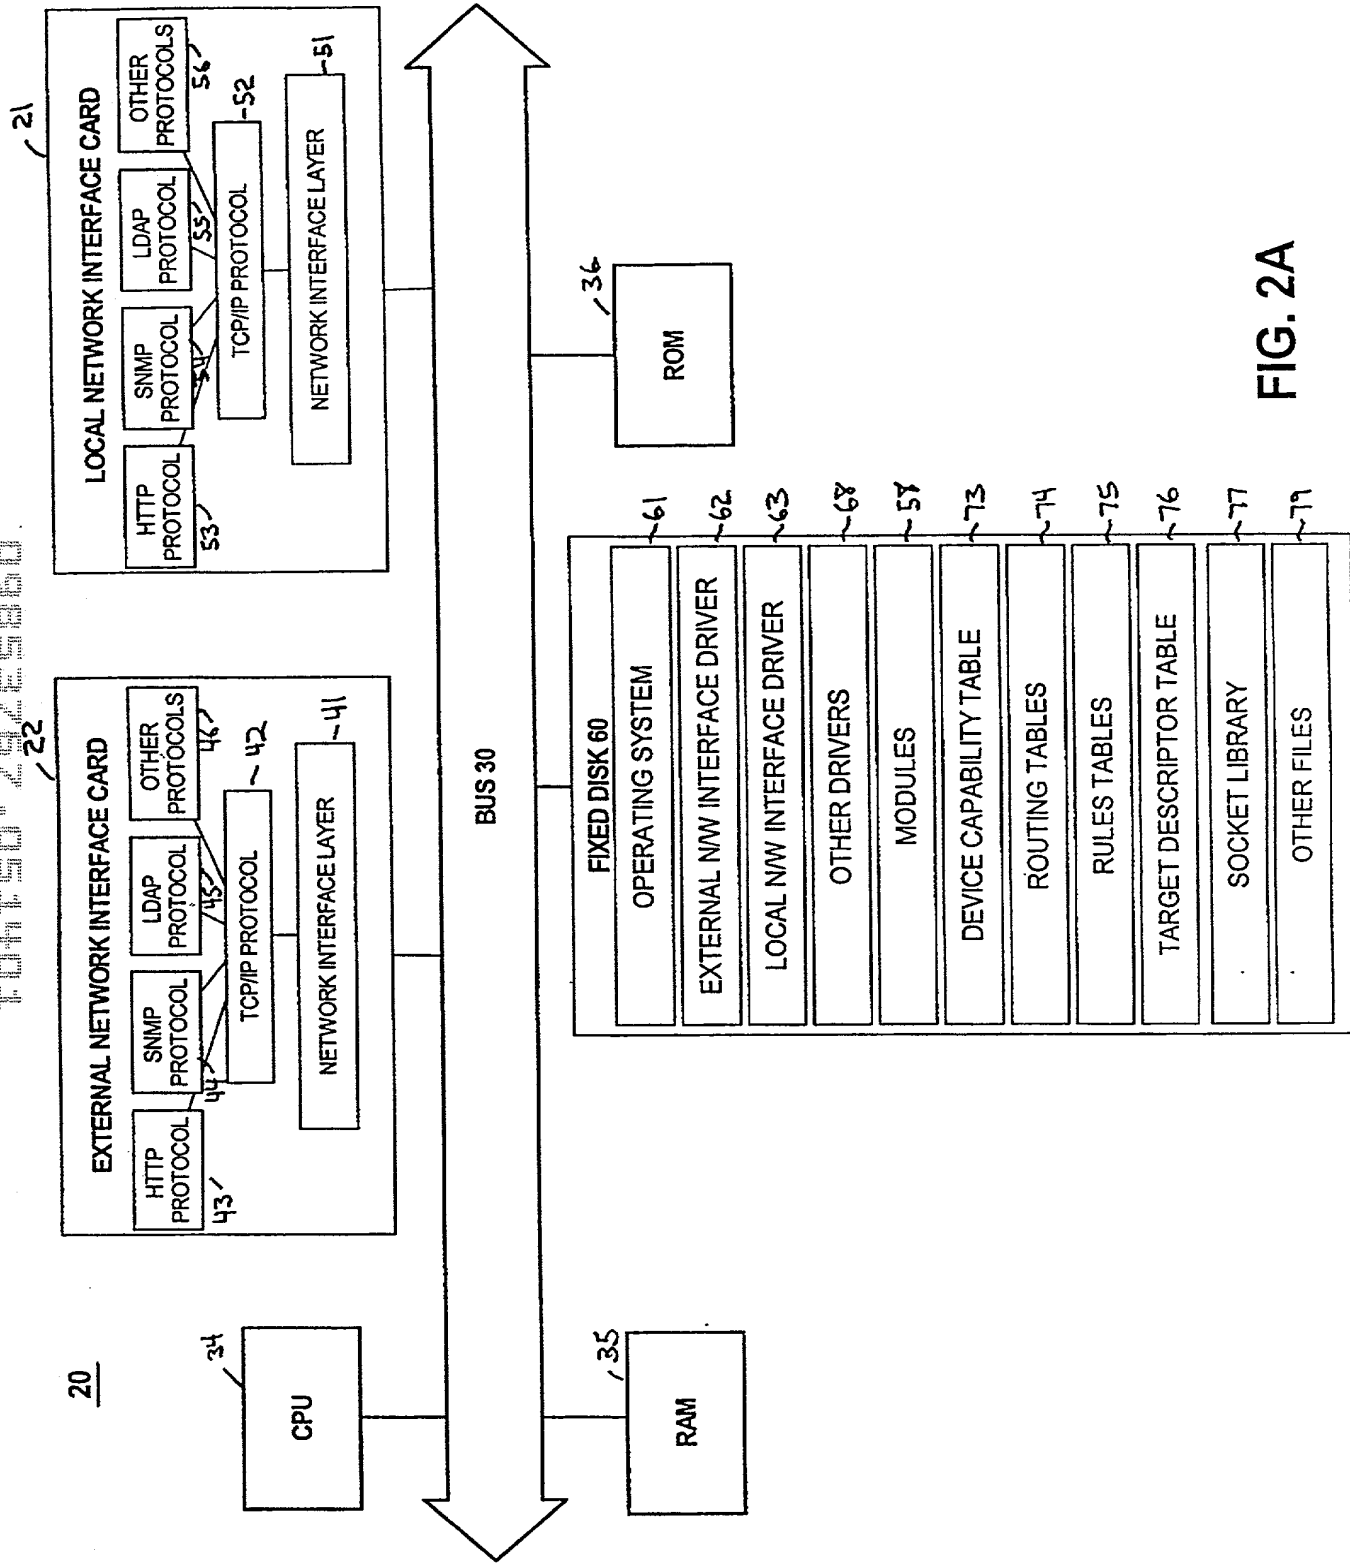 20
EXTERNAL NETWORK INTERFACE CARD
22
HTTP
PROTOCOL
43
SNMP
PROTOCOL
44
LDAP
PROTOCOL
45
OTHER
PROTOCOLS
46
TCP/IP PROTOCOL
42
NETWORK INTERFACE LAYER
41
LOCAL NETWORK INTERFACE CARD
21
HTTP
PROTOCOL
53
SNMP
PROTOCOL
54
LDAP
PROTOCOL
55
OTHER
PROTOCOLS
56
TCP/IP PROTOCOL
52
NETWORK INTERFACE LAYER
51
CPU
34
BUS 30
RAM
35
FIXED DISK 60
OPERATING SYSTEM
61
EXTERNAL N/W INTERFACE DRIVER
62
LOCAL N/W INTERFACE DRIVER
63
OTHER DRIVERS
68
MODULES
58
DEVICE CAPABILITY TABLE
73
ROUTING TABLES
74
RULES TABLES
75
TARGET DESCRIPTOR TABLE
76
SOCKET LIBRARY
77
OTHER FILES
79
ROM
36
FIG. 2A